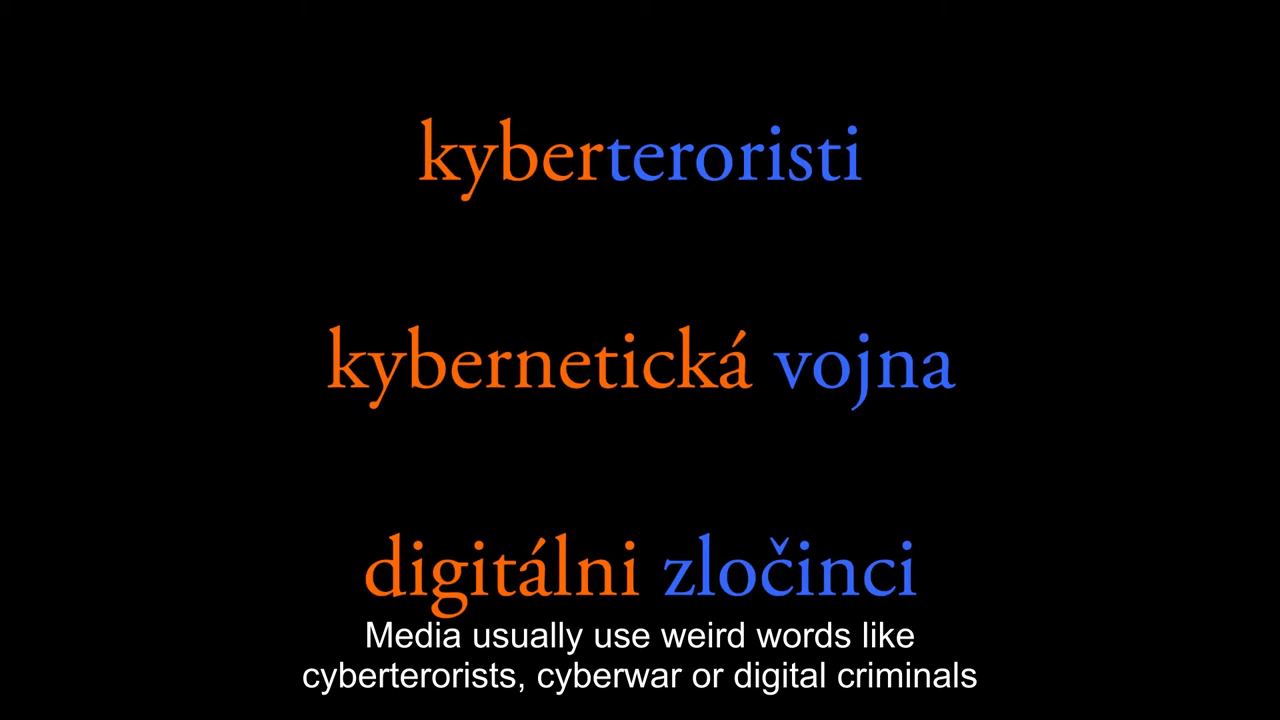 kyberteroristi
kybernetická vojna
digitálni zločinci
Media usually use weird words like
cyberterorists, cyberwar or digital criminals